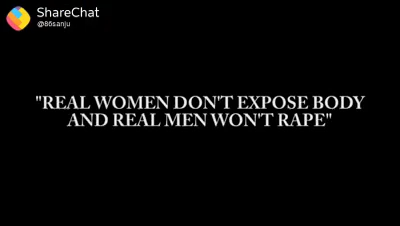 ShareChat
@86sanju
"REAL WOMEN DON'T EXPOSE BODY
AND REAL MEN WON'T RAPE"